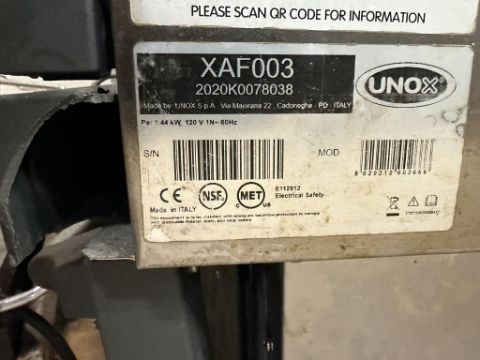 PLEASE SCAN QR CODE FOR INFORMATION
XAF003
2020K0078038
Made by UNOX S.p.A. Via Majorana 22, Cadoneghe - PD - ITALY
UNOX
Pe: 1.44 kW, 120 V 1N~ 60Hz
S/N
MOD
8 029212 002666
CE NSF MET
C US
E112912
Electrical Safety
Made in ITALY